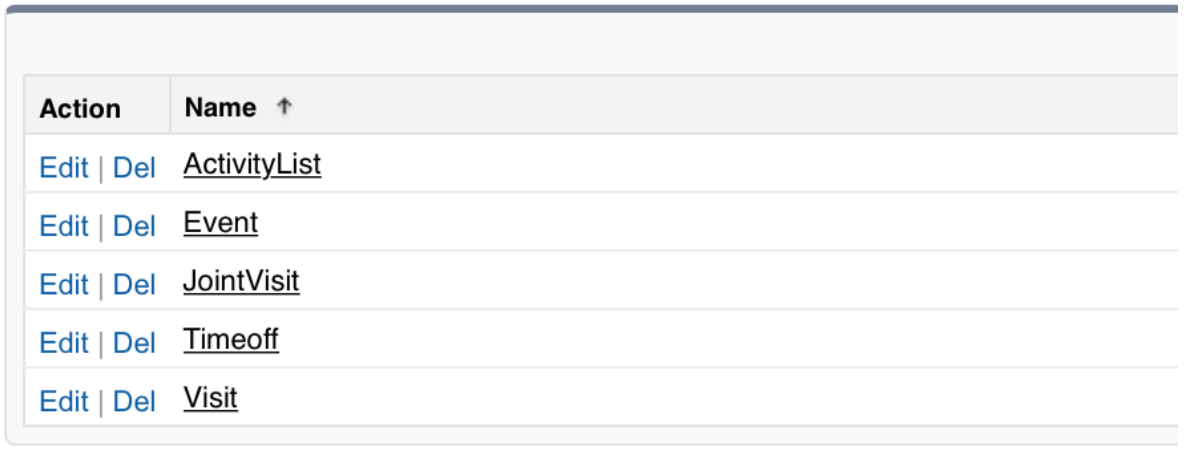 Action Name ↑
Edit | Del ActivityList
Edit | Del Event
Edit | Del JointVisit
Edit | Del Timeoff
Edit | Del Visit